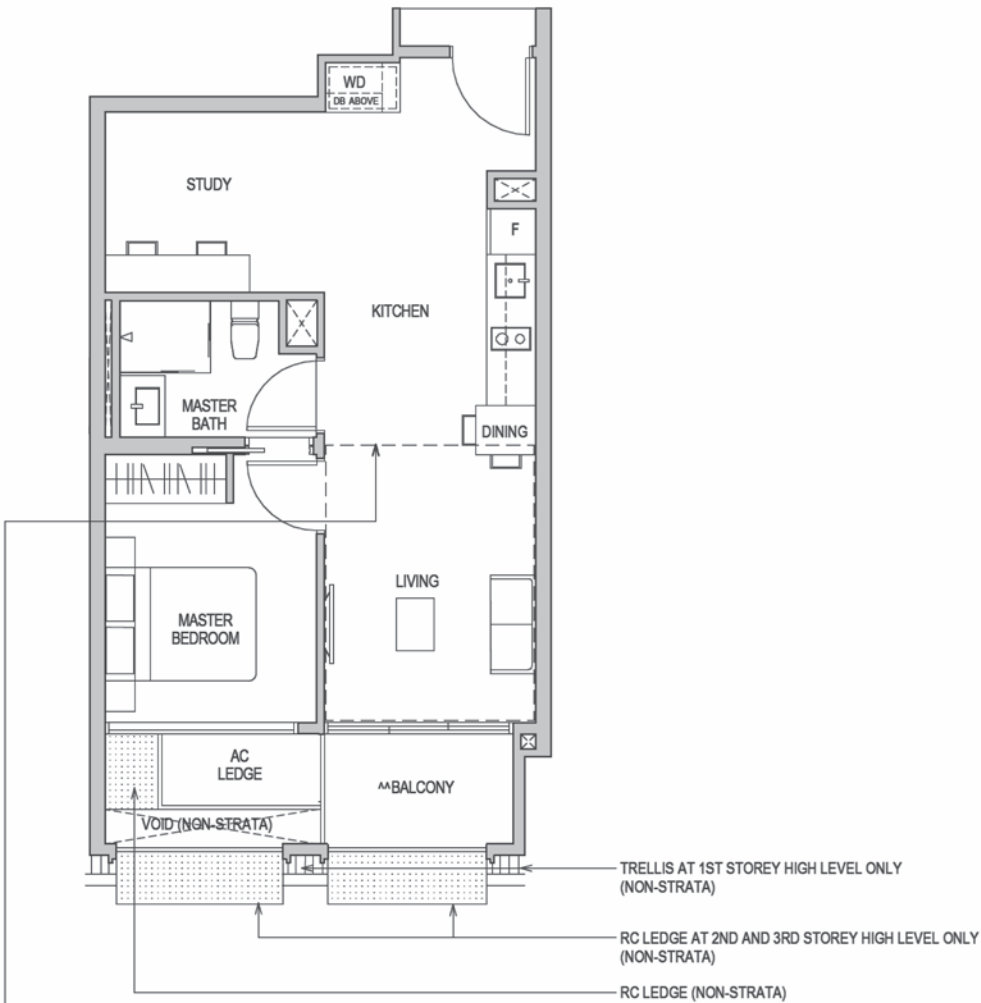 WD
DB ABOVE
STUDY
F
KITCHEN
MASTER
BATH
DINING
LIVING
MASTER
BEDROOM
AC
LEDGE
^^BALCONY
VOID (NON-STRATA)
TRELLIS AT 1ST STOREY HIGH LEVEL ONLY
(NON-STRATA)
RC LEDGE AT 2ND AND 3RD STOREY HIGH LEVEL ONLY
(NON-STRATA)
RC LEDGE (NON-STRATA)